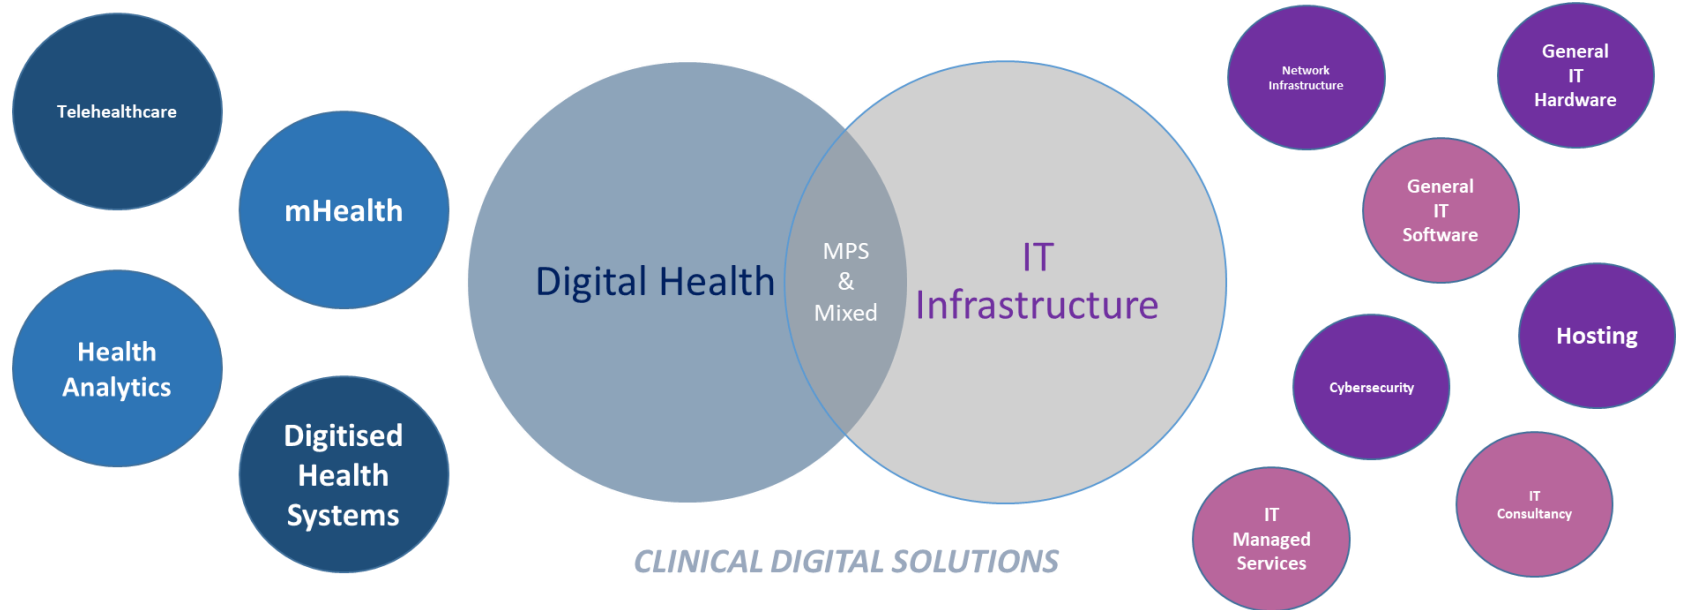 Telehealthcare
mHealth
Health
Analytics
Digitised
Health
Systems
Digital Health
MPS
&
Mixed
IT
Infrastructure
CLINICAL DIGITAL SOLUTIONS
Network
Infrastructure
General
IT
Hardware
General
IT
Software
Hosting
Cybersecurity
IT
Consultancy
IT
Managed
Services